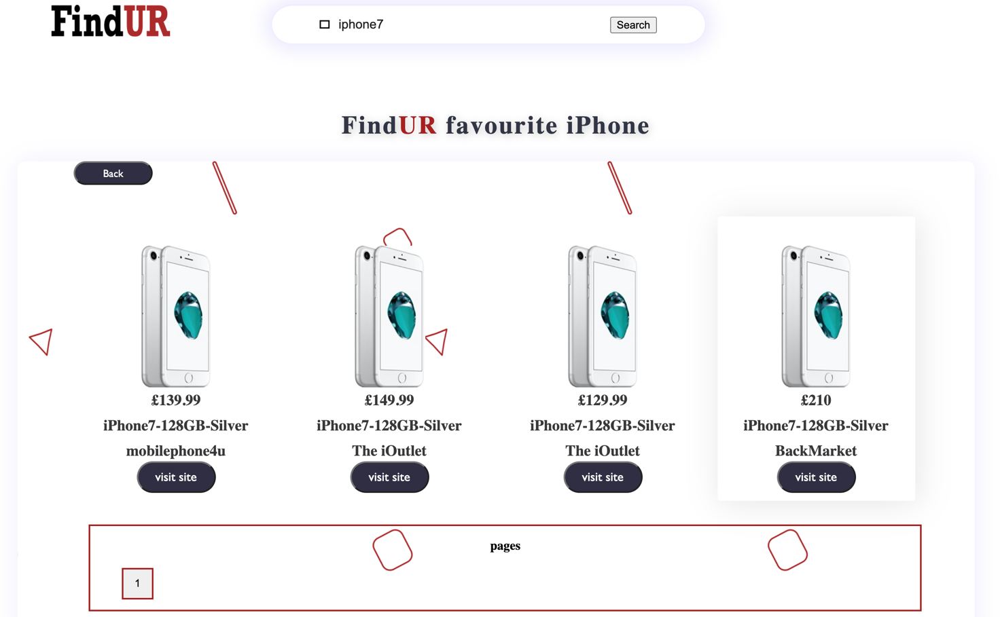 FindUR
iphone7
Search
FindUR favourite iPhone
Back
£139.99
iPhone7-128GB-Silver
mobilephone4u
visit site
£149.99
iPhone7-128GB-Silver
The iOutlet
visit site
£129.99
iPhone7-128GB-Silver
The iOutlet
visit site
£210
iPhone7-128GB-Silver
BackMarket
visit site
pages
1